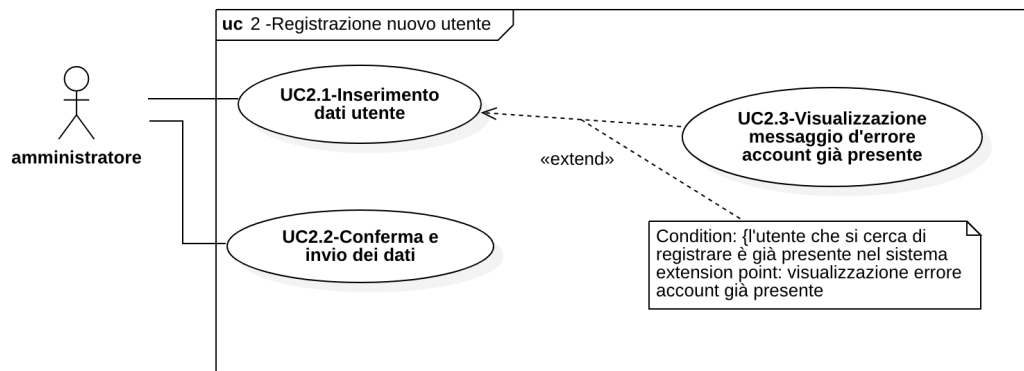 uc 2 -Registrazione nuovo utente
UC2.1-Inserimento
dati utente
UC2.3-Visualizzazione
messaggio d'errore
account già presente
amministratore
«extend»
UC2.2-Conferma e
invio dei dati
Condition: {l'utente che si cerca di
registrare è già presente nel sistema
extension point: visualizzazione errore
account già presente